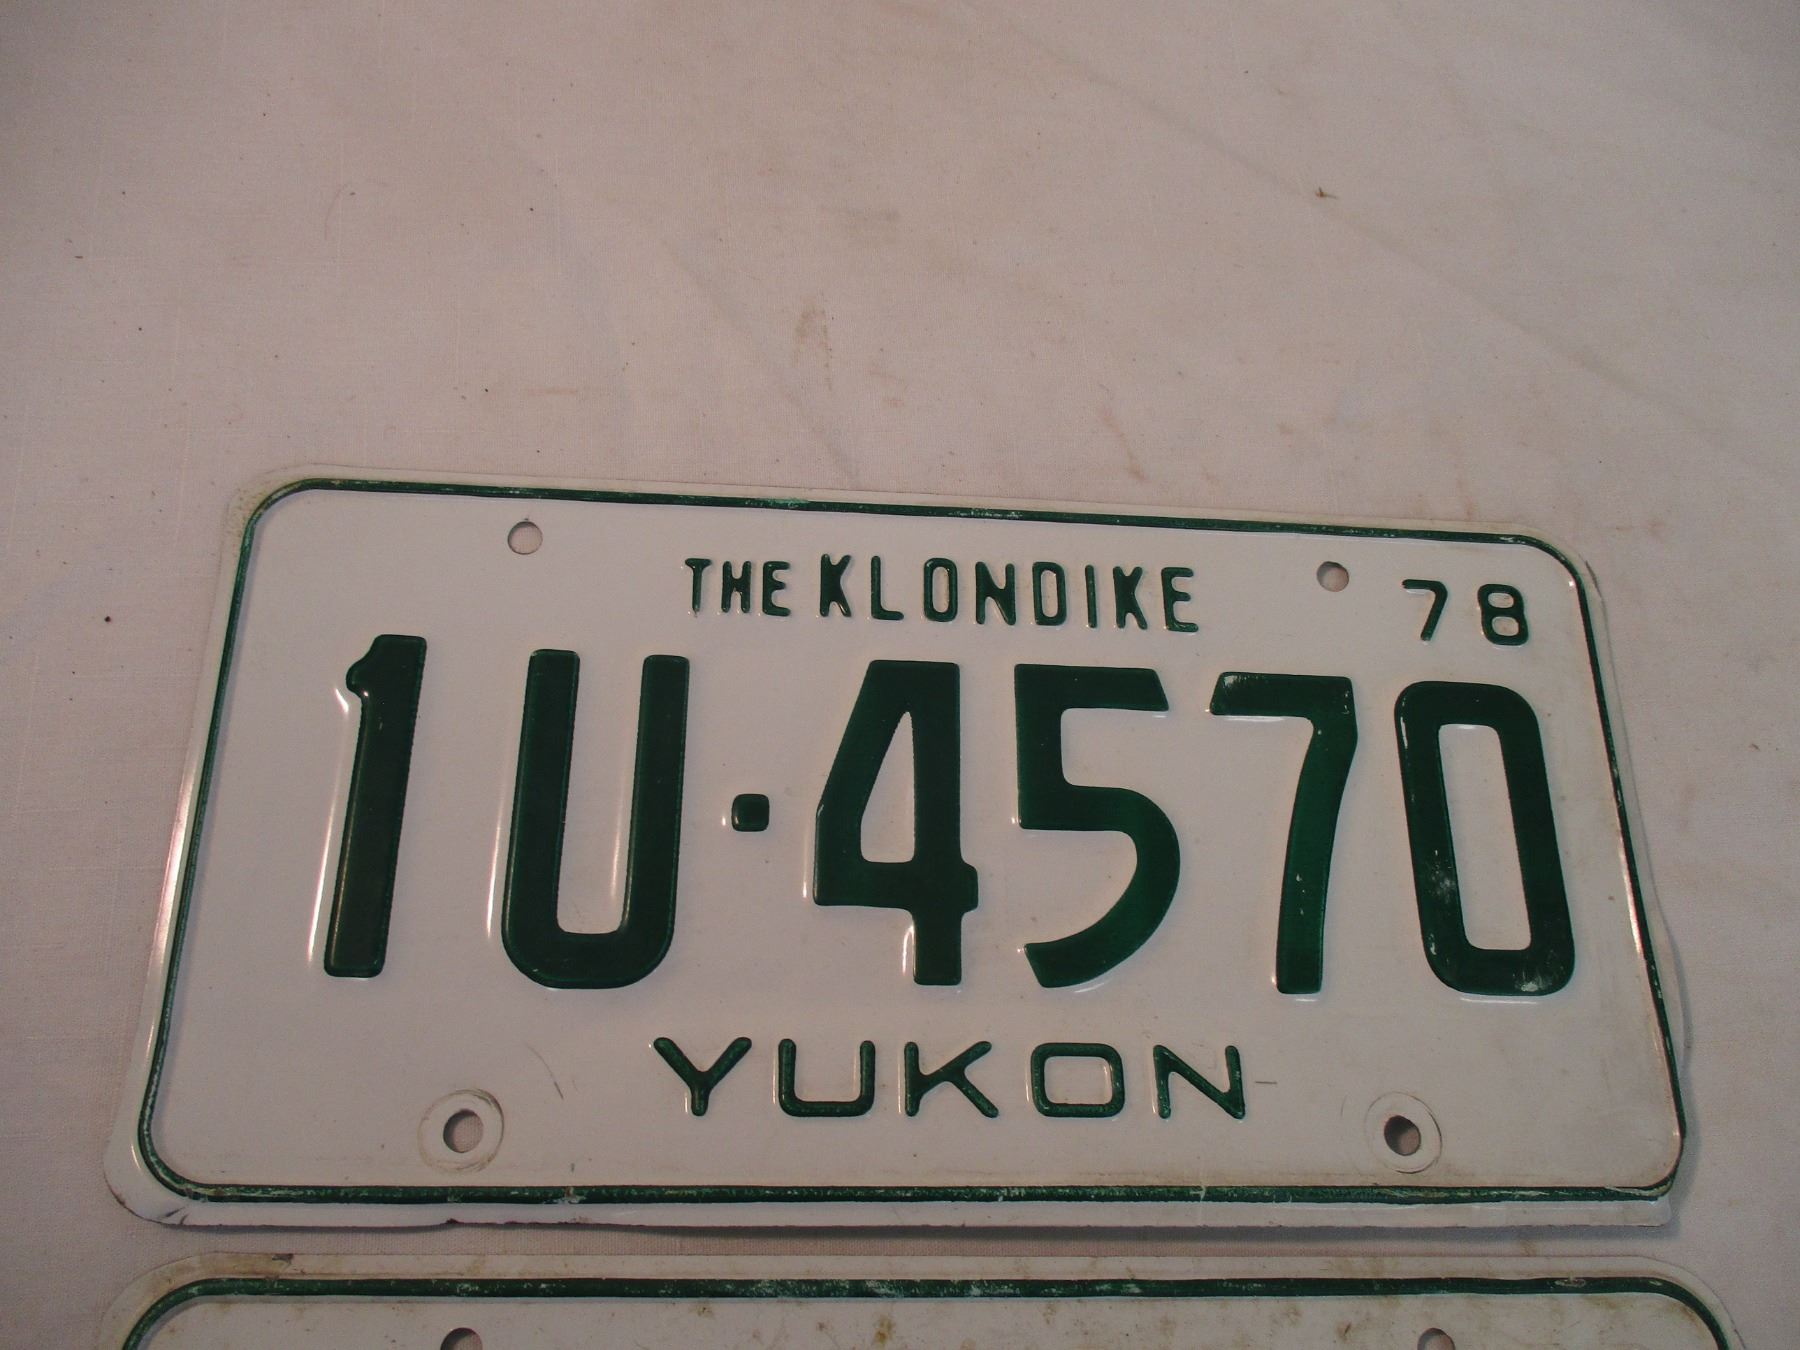 THE KLONDIKE 78
1U·4570
YUKON